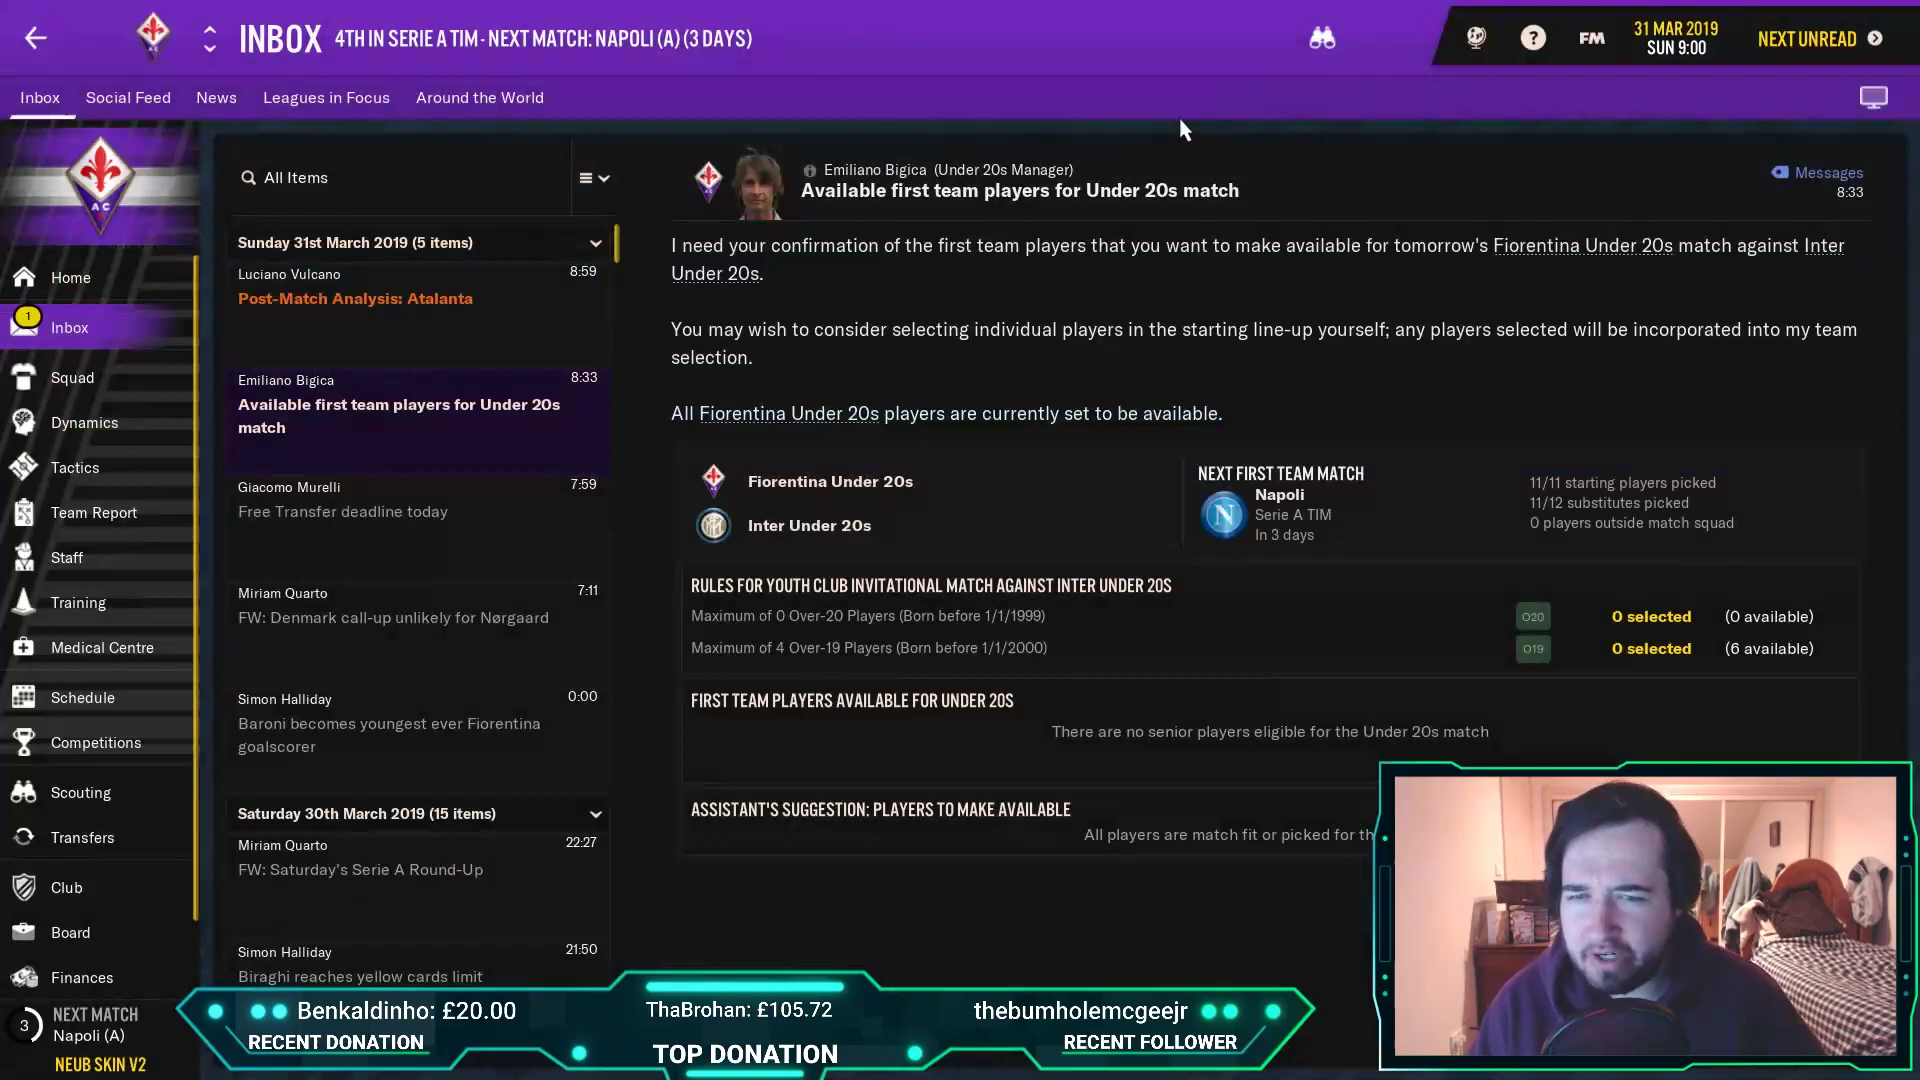 INBOX
4TH IN SERIE A TIM - NEXT MATCH: NAPOLI (A) (3 DAYS)
?
FM
31 MAR 2019
SUN 9:00
NEXT UNREAD
Inbox
Social Feed
News
Leagues in Focus
Around the World
AC
Home
1
Inbox
Squad
Dynamics
Tactics
Team Report
Staff
Training
Medical Centre
Schedule
Competitions
Scouting
Transfers
Club
Board
Finances
3
NEXT MATCH
Napoli (A)
NEUB SKIN V2
All Items
Sunday 31st March 2019 (5 items)
Luciano Vulcano
8:59
Post-Match Analysis: Atalanta
Emiliano Bigica
8:33
Available first team players for Under 20s
match
Giacomo Murelli
7:59
Free Transfer deadline today
Miriam Quarto
7:11
FW: Denmark call-up unlikely for Nørgaard
Simon Halliday
0:00
Baroni becomes youngest ever Fiorentina
goalscorer
Saturday 30th March 2019 (15 items)
Miriam Quarto
22:27
FW: Saturday's Serie A Round-Up
Simon Halliday
21:50
Biraghi reaches yellow cards limit
Emiliano Bigica (Under 20s Manager)
Available first team players for Under 20s match
Messages
8:33
I need your confirmation of the first team players that you want to make available for tomorrow's Fiorentina Under 20s match against Inter
Under 20s.
You may wish to consider selecting individual players in the starting line-up yourself; any players selected will be incorporated into my team
selection.
All Fiorentina Under 20s players are currently set to be available.
Fiorentina Under 20s
Inter Under 20s
NEXT FIRST TEAM MATCH
N
Napoli
Serie A TIM
In 3 days
11/11 starting players picked
11/12 substitutes picked
0 players outside match squad
RULES FOR YOUTH CLUB INVITATIONAL MATCH AGAINST INTER UNDER 20S
Maximum of 0 Over-20 Players (Born before 1/1/1999)
O20
0 selected
(0 available)
Maximum of 4 Over-19 Players (Born before 1/1/2000)
O19
0 selected
(6 available)
FIRST TEAM PLAYERS AVAILABLE FOR UNDER 20S
There are no senior players eligible for the Under 20s match
ASSISTANT'S SUGGESTION: PLAYERS TO MAKE AVAILABLE
All players are match fit or picked for th
Benkaldinho: £20.00
RECENT DONATION
ThaBrohan: £105.72
TOP DONATION
thebumholemcgeejr
RECENT FOLLOWER